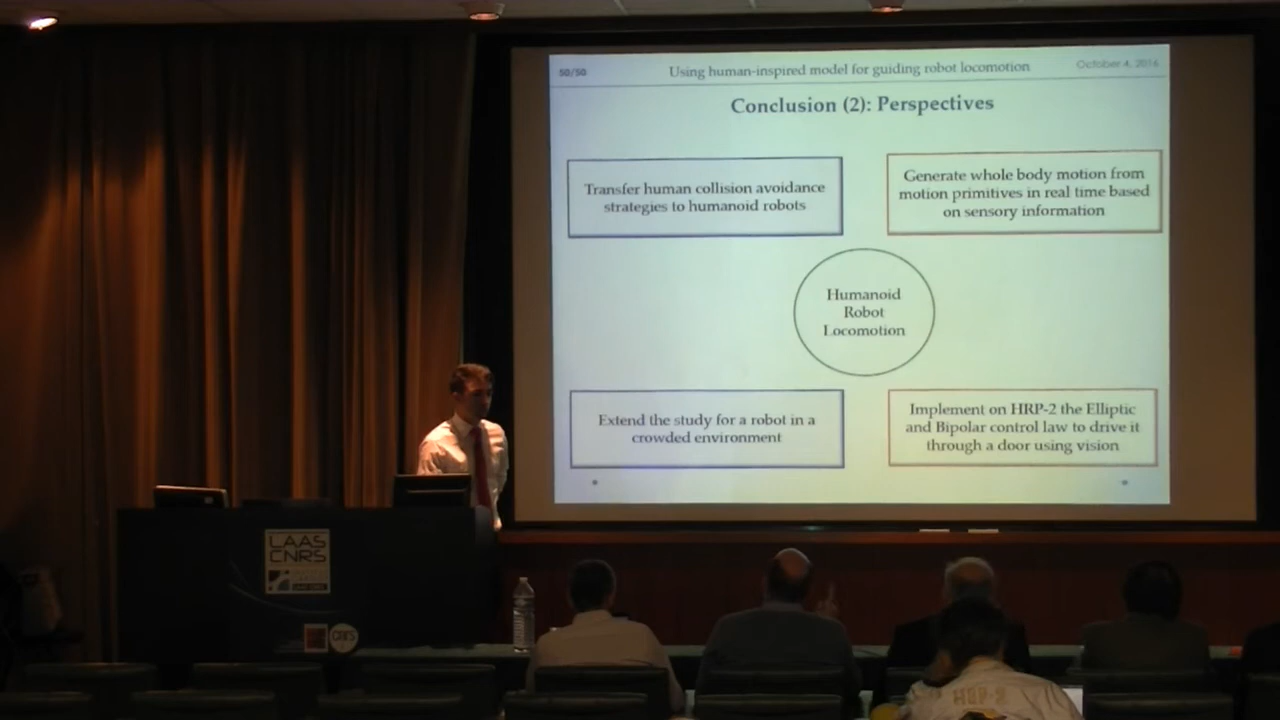 50/50
Using human-inspired model for guiding robot locomotion
October 4, 2016
Conclusion (2): Perspectives
Transfer human collision avoidance
strategies to humanoid robots
Generate whole body motion from
motion primitives in real time based
on sensory information
Humanoid
Robot
Locomotion
Extend the study for a robot in a
crowded environment
Implement on HRP-2 the Elliptic
and Bipolar control law to drive it
through a door using vision
LAAS
CNRS
cnrs
HRP-2